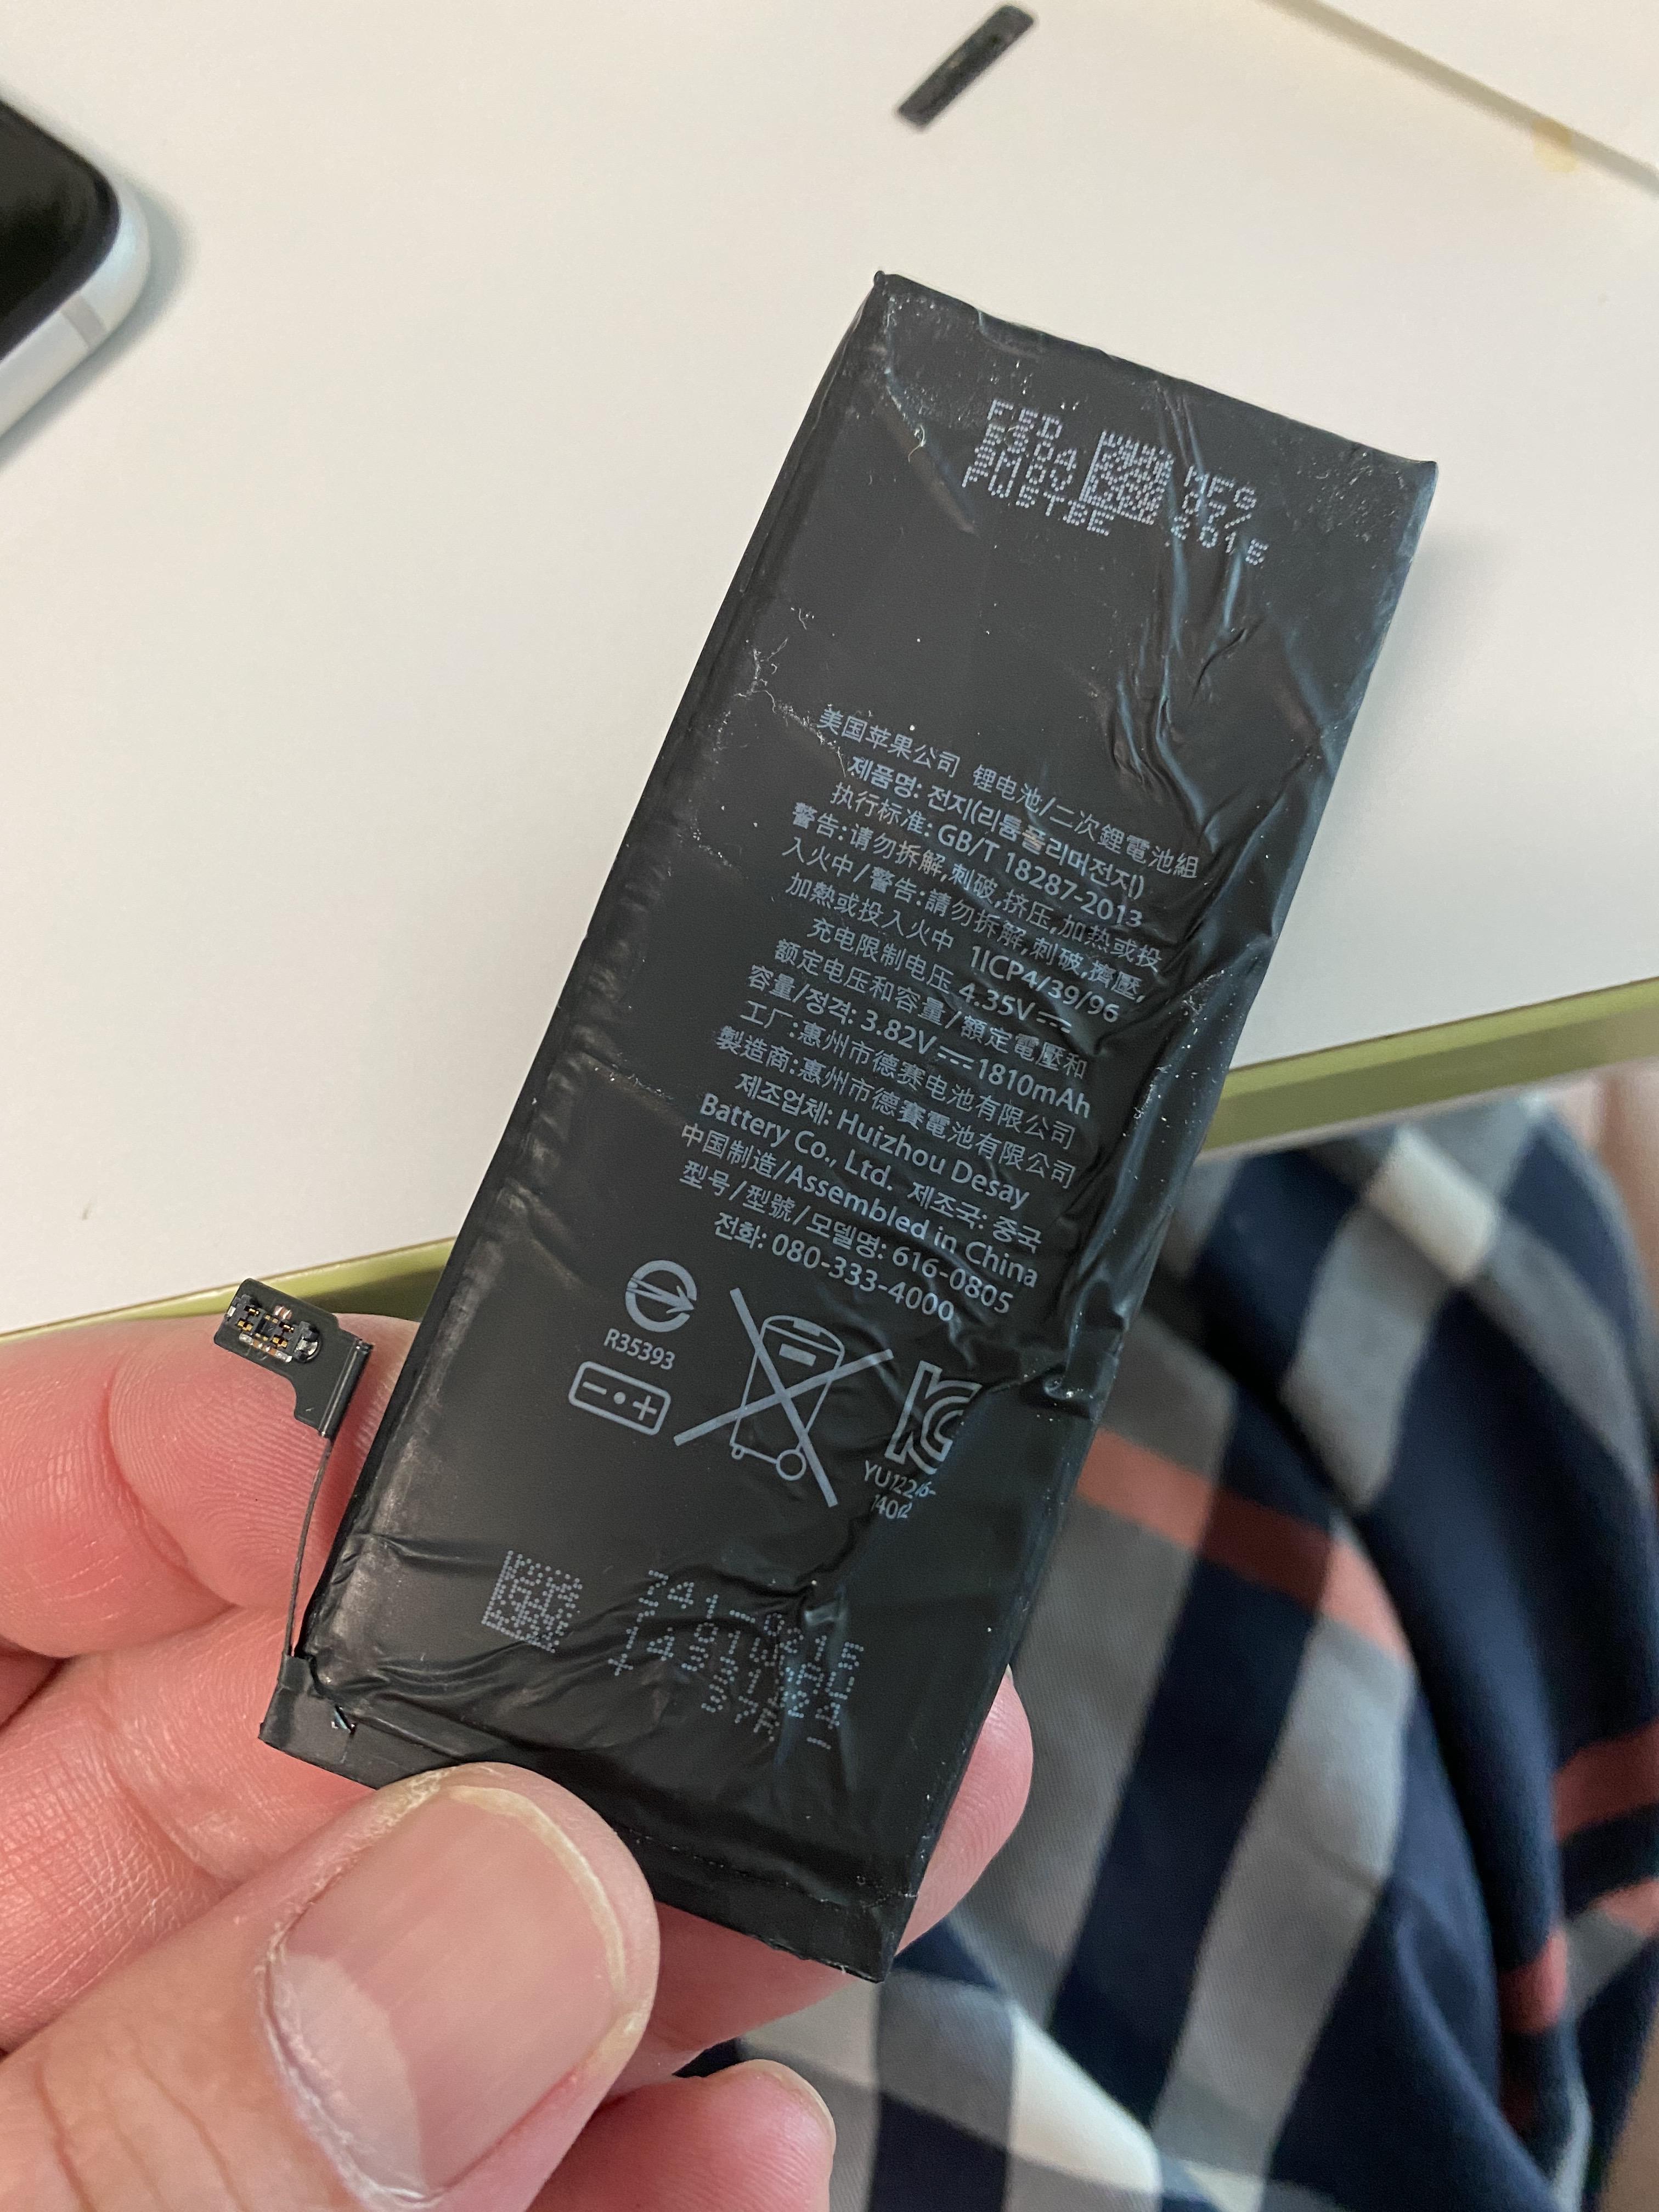 F5D
5304
9M0V
FW5TBE
MFG
07/
2015
美国苹果公司 锂电池/二次鋰電池組
제품명: 전지(리튬폴리머전지)
执行标准: GB/T 18287-2013
警告:请勿拆解,刺破,挤压,加热或投
入火中/警告:請勿拆解,刺破,擠壓,
加熱或投入火中 1ICP4/39/96
充电限制电压 4.35V⎓
额定电压和容量/額定電壓和
容量/정격: 3.82V⎓1810mAh
工厂:惠州市德赛电池有限公司
製造商:惠州市德賽電池有限公司
제조업체: Huizhou Desay
Battery Co., Ltd. 제조국: 중국
中国制造/Assembled in China
型号/型號/모델명: 616-0805
전화: 080-333-4000
R35393
YU1226-